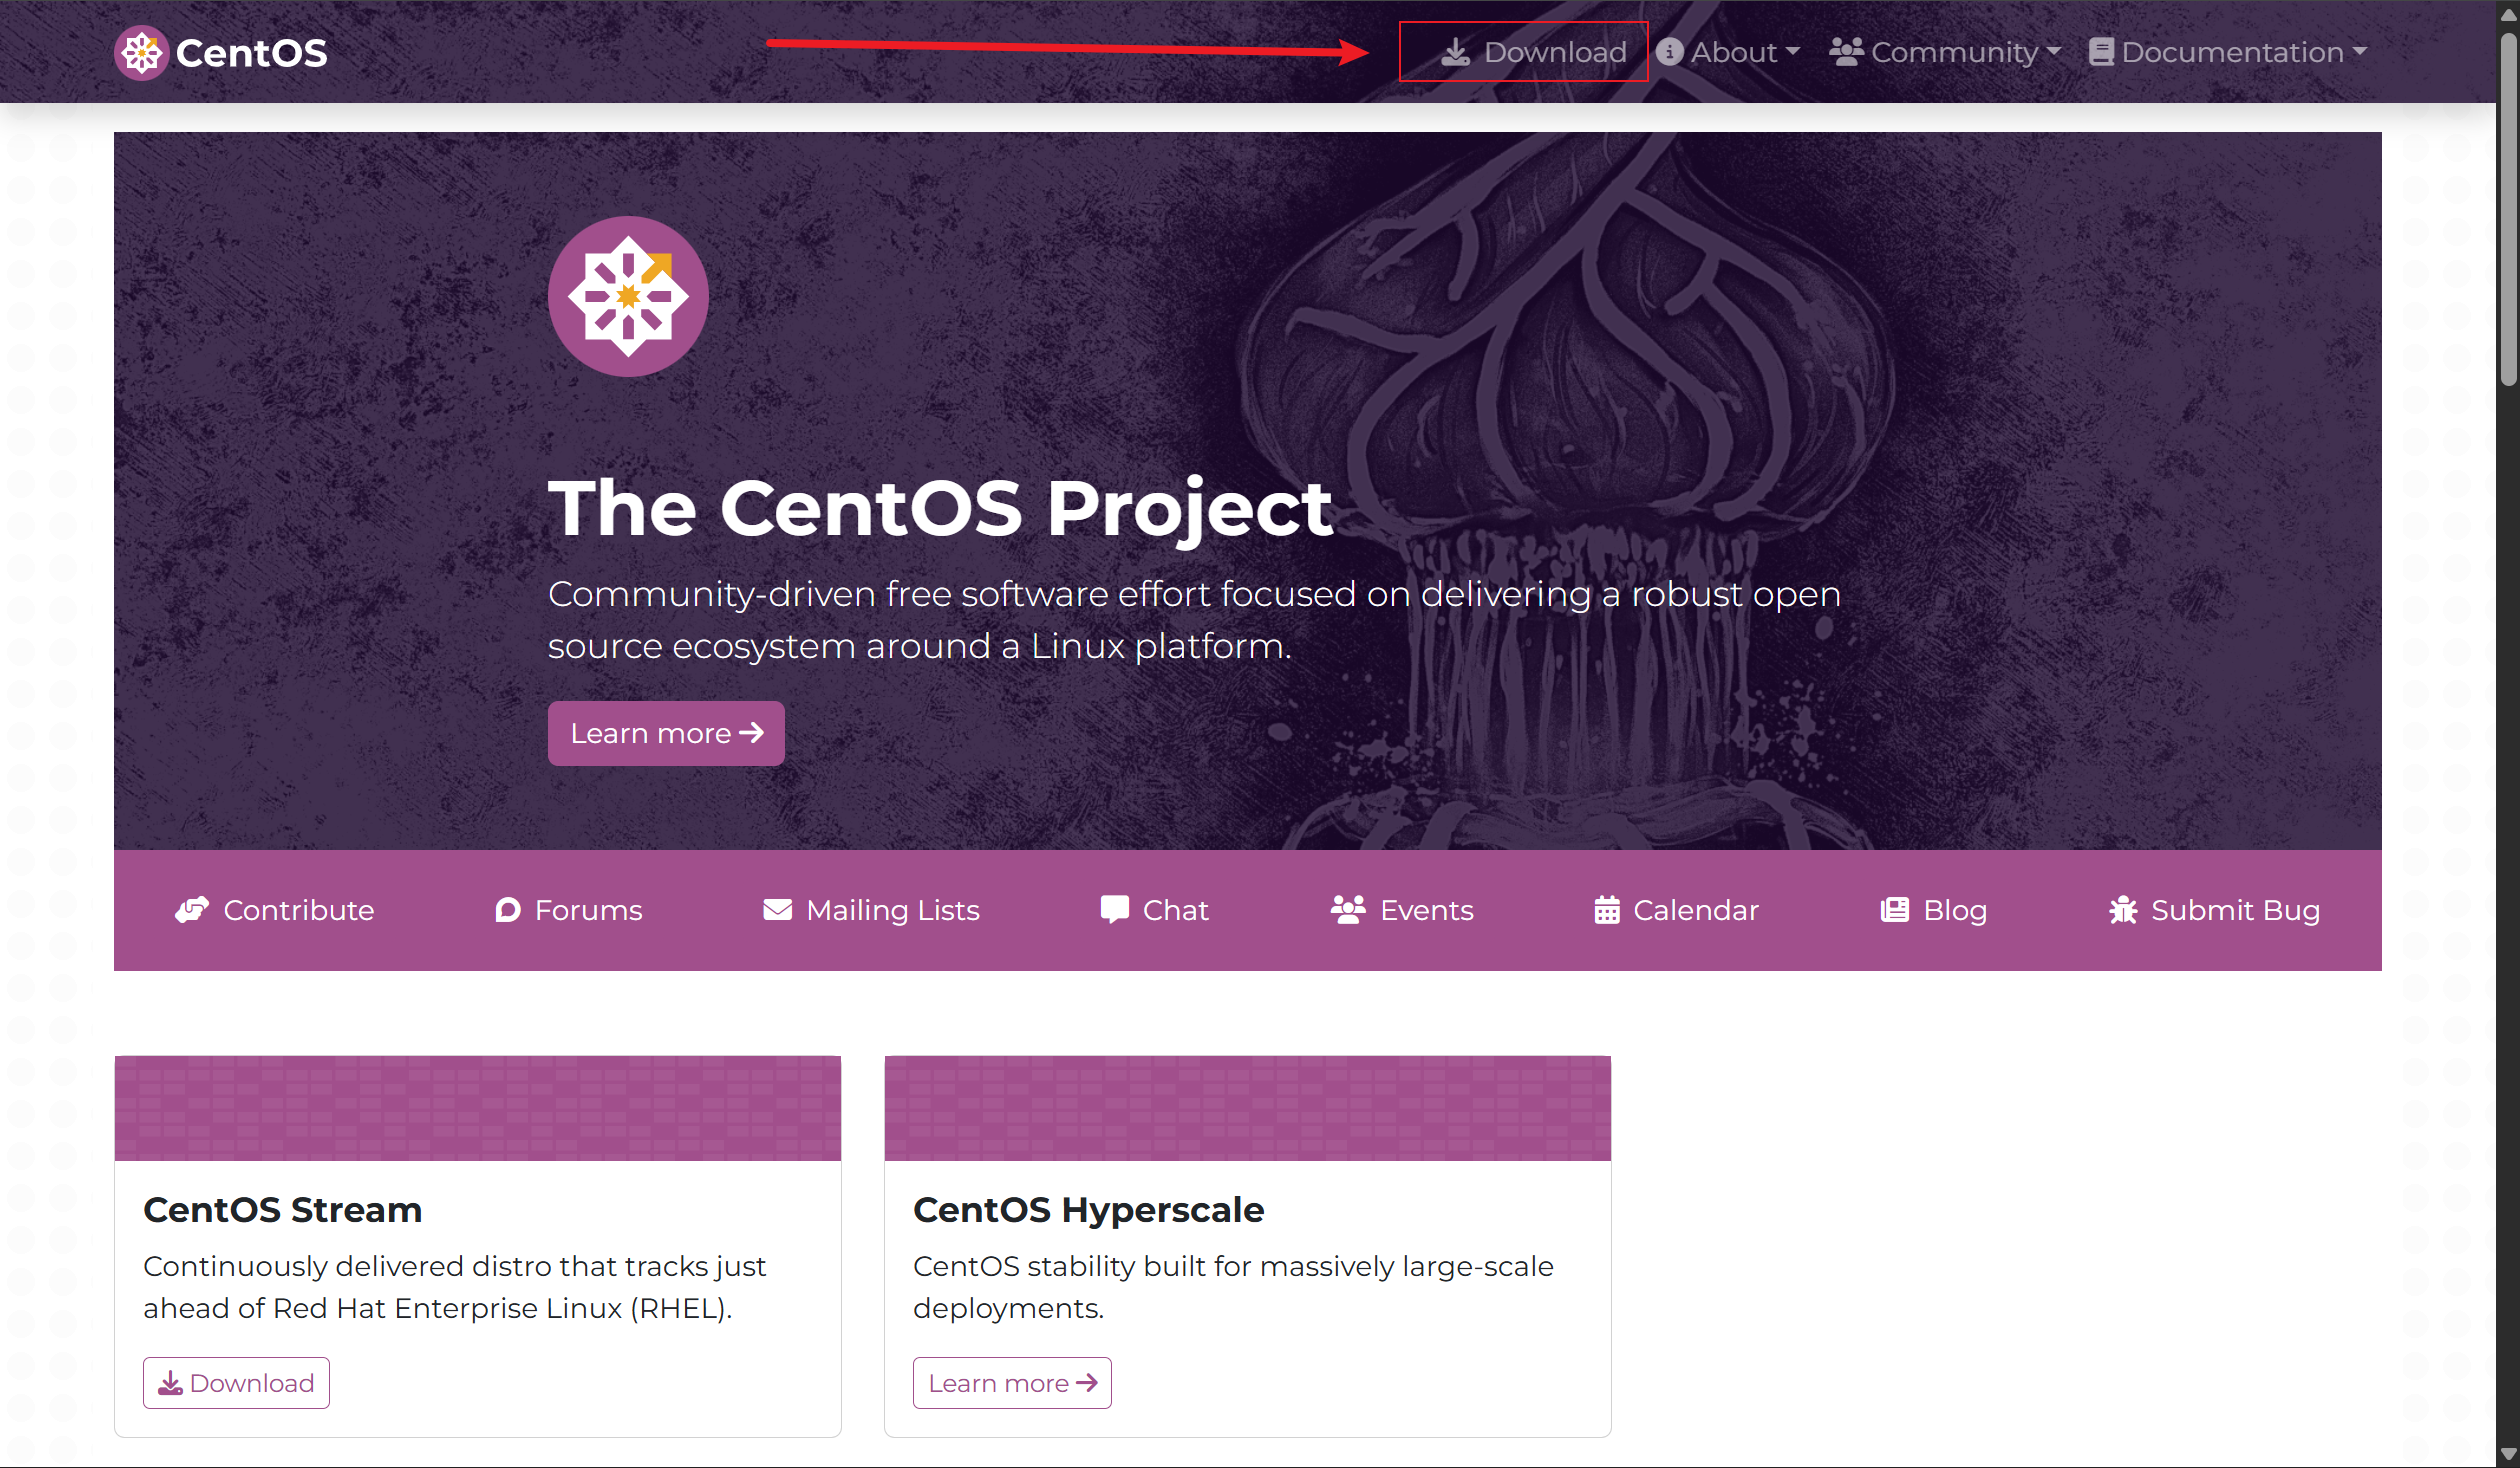 CentOS
Download
About
Community
Documentation
The CentOS Project
Community-driven free software effort focused on delivering a robust open
source ecosystem around a Linux platform.
Learn more
Contribute
Forums
Mailing Lists
Chat
Events
Calendar
Blog
Submit Bug
CentOS Stream
Continuously delivered distro that tracks just
ahead of Red Hat Enterprise Linux (RHEL).
Download
CentOS Hyperscale
CentOS stability built for massively large-scale
deployments.
Learn more